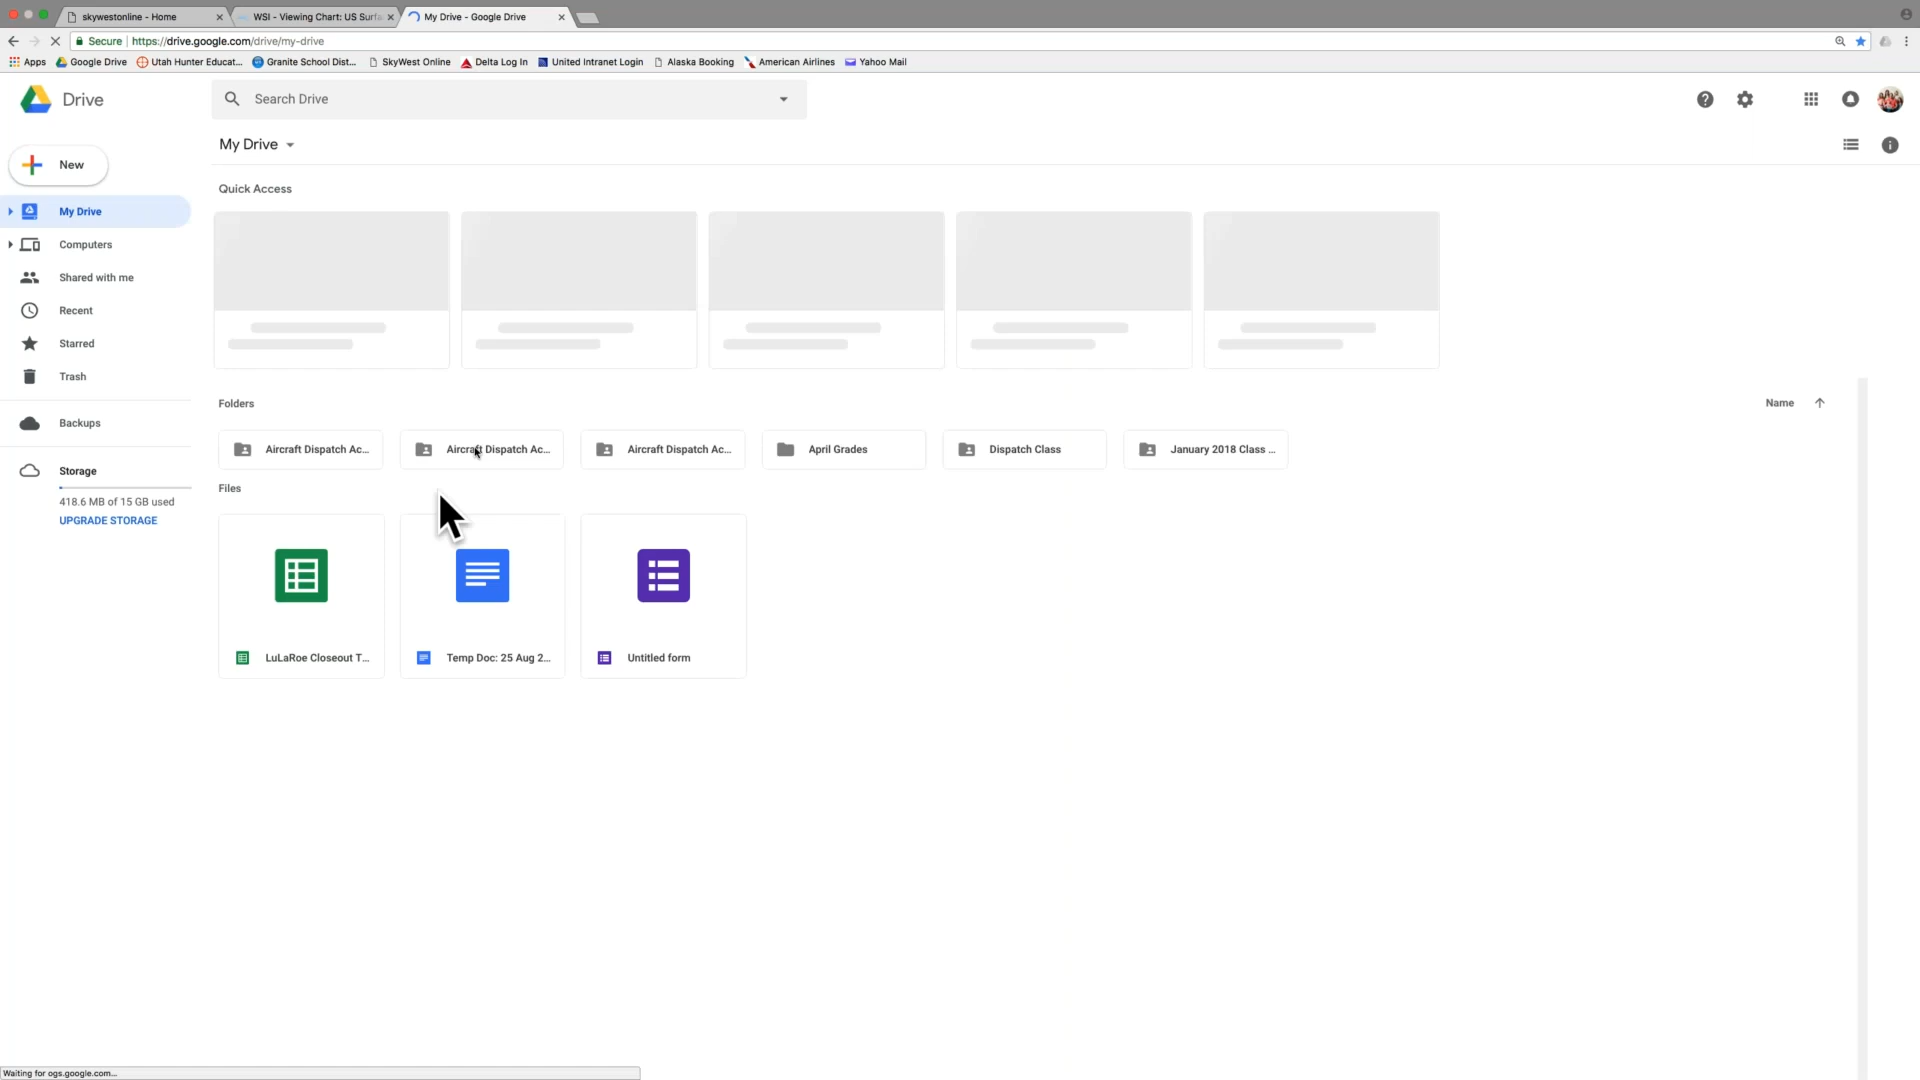 skywestonline - Home
WSI - Viewing Chart: US Surfa
My Drive - Google Drive
Secure https://drive.google.com/drive/my-drive
Apps Google Drive Utah Hunter Educat... Granite School Dist... SkyWest Online Delta Log In United Intranet Login Alaska Booking American Airlines Yahoo Mail
Drive
Search Drive
My Drive
New
Quick Access
My Drive
Computers
Shared with me
Recent
Starred
Trash
Backups
Storage
418.6 MB of 15 GB used
UPGRADE STORAGE
Folders
Name
Aircraft Dispatch Ac...
Aircraft Dispatch Ac...
Aircraft Dispatch Ac...
April Grades
Dispatch Class
January 2018 Class ...
Files
LuLaRoe Closeout T...
Temp Doc: 25 Aug 2...
Untitled form
Waiting for ogs.google.com...